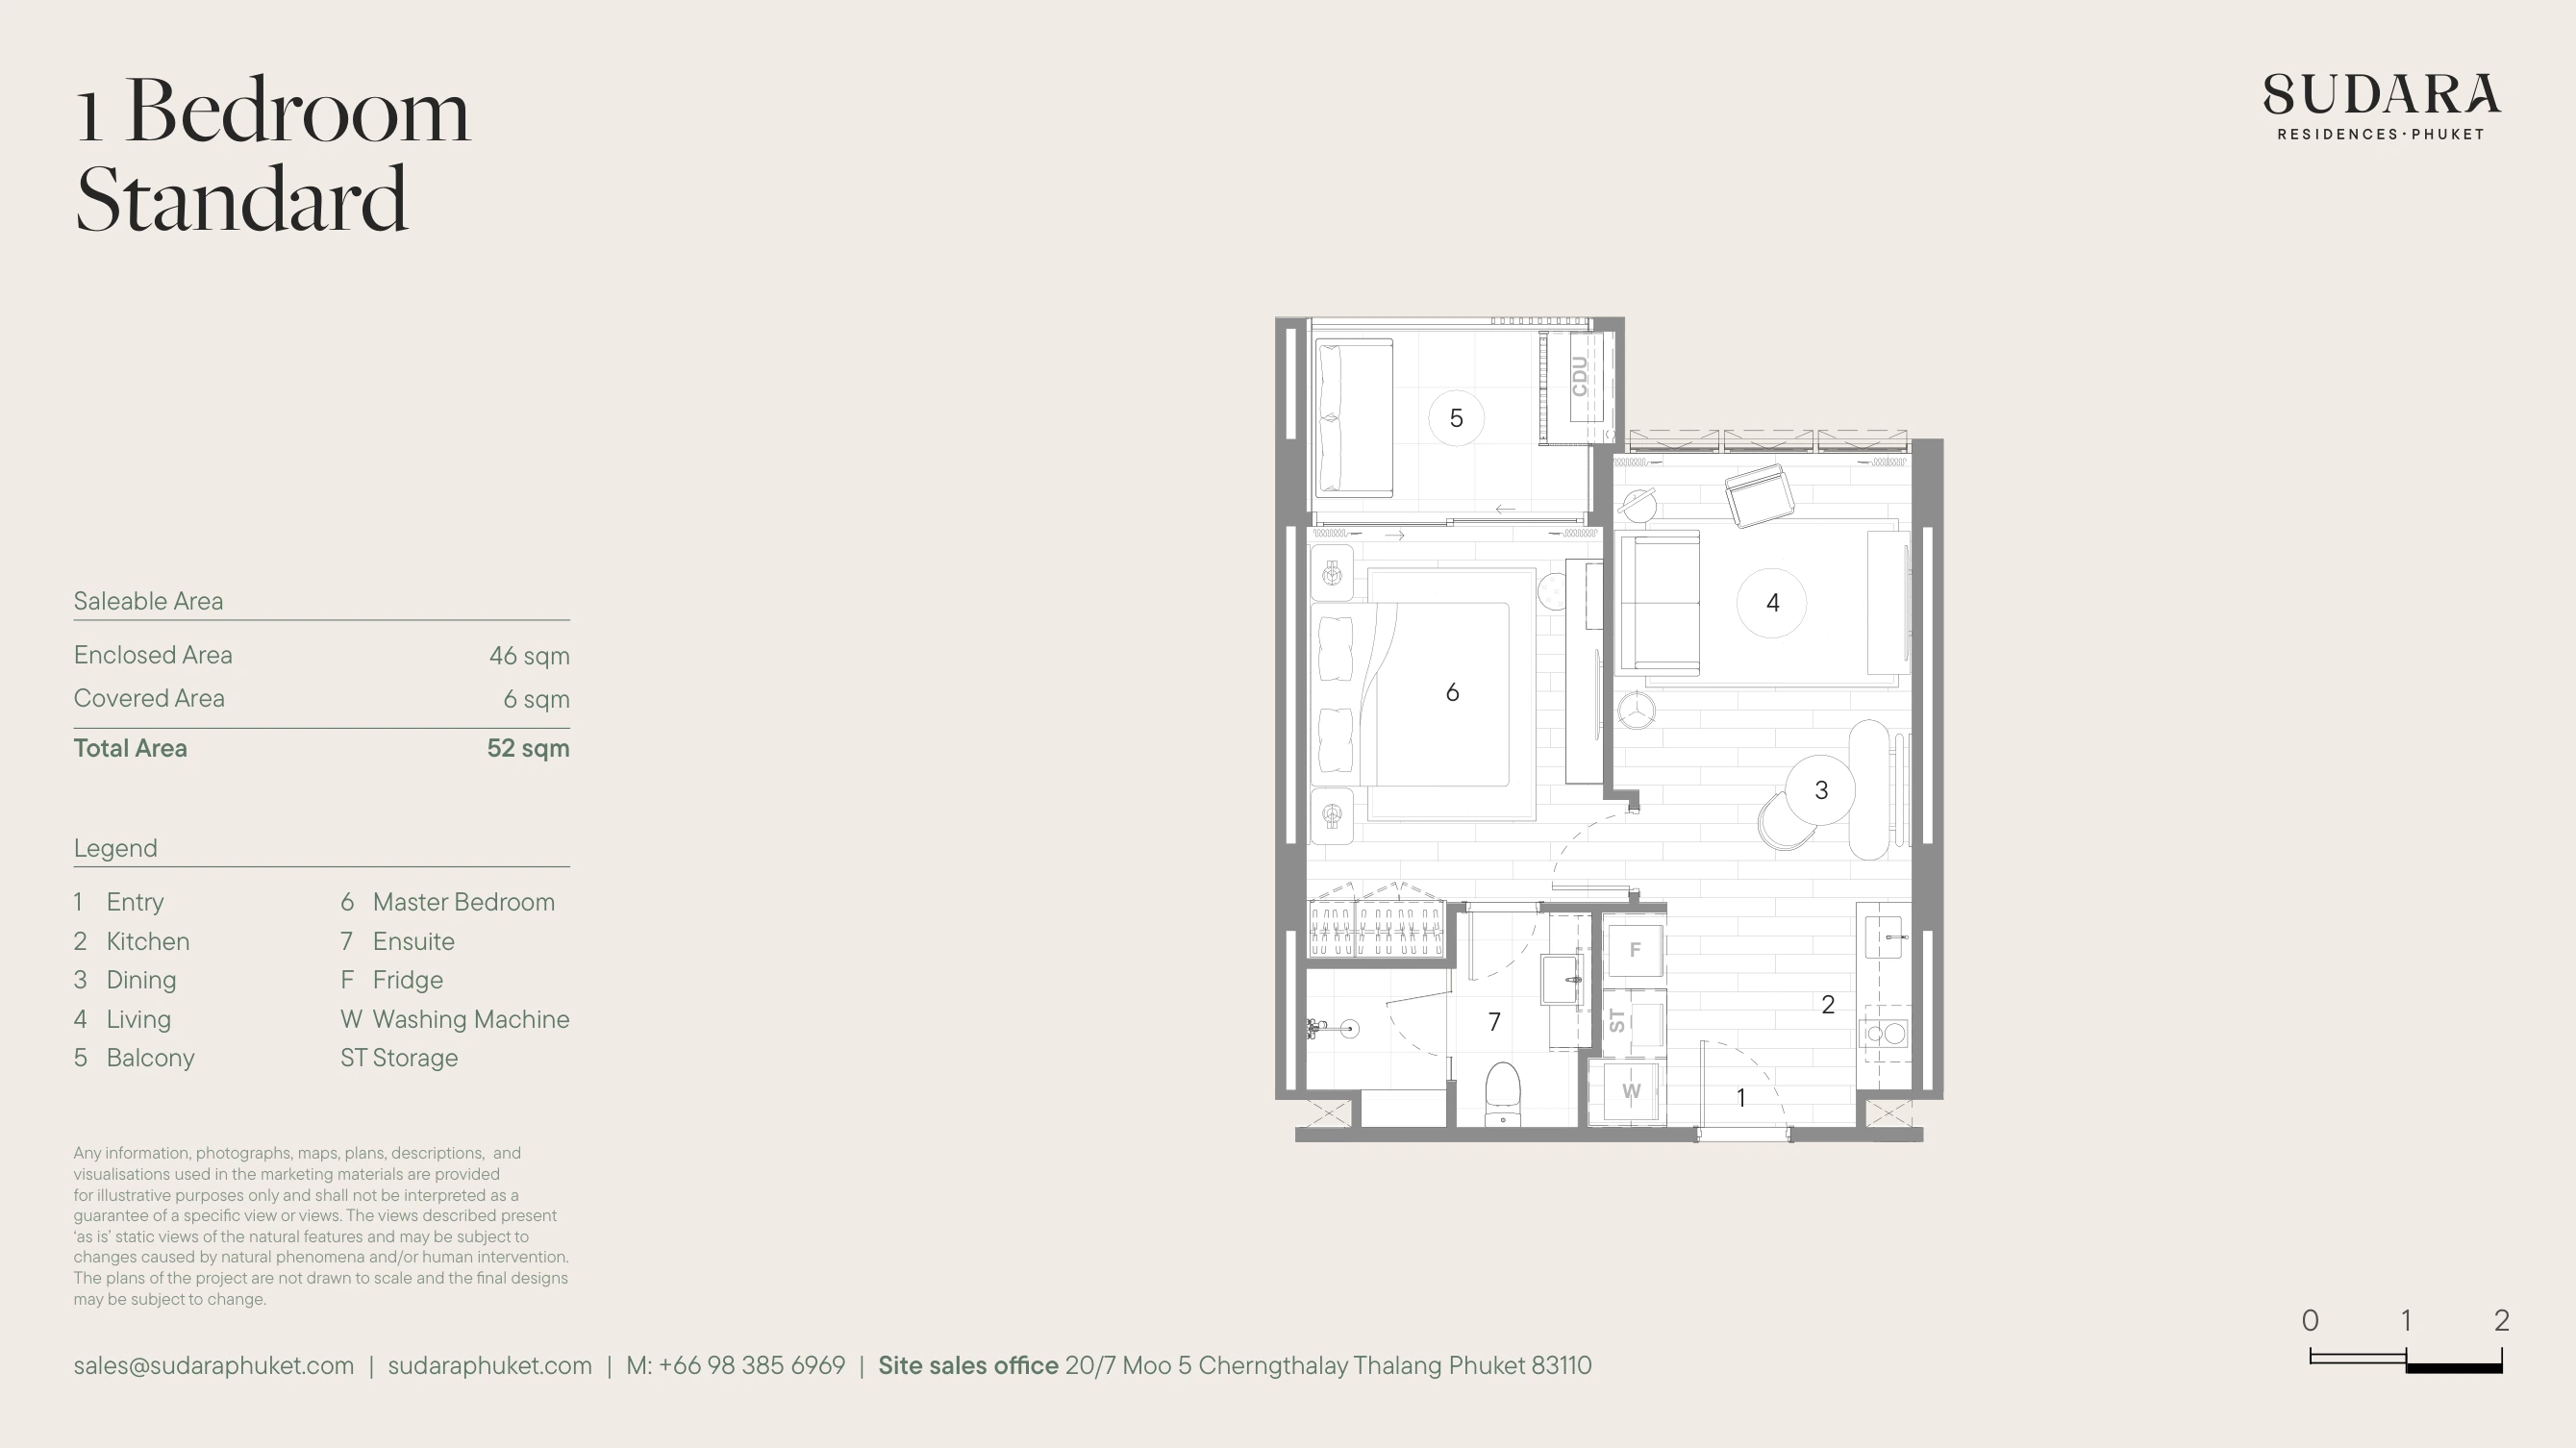 1 Bedroom
Standard
SUDARA
RESIDENCES·PHUKET
Saleable Area
Enclosed Area 46 sqm
Covered Area 6 sqm
Total Area 52 sqm
Legend
1 Entry
2 Kitchen
3 Dining
4 Living
5 Balcony
6 Master Bedroom
7 Ensuite
F Fridge
W Washing Machine
ST Storage
Any information, photographs, maps, plans, descriptions, and
visualisations used in the marketing materials are provided
for illustrative purposes only and shall not be interpreted as a
guarantee of a specific view or views. The views described present
‘as is’ static views of the natural features and may be subject to
changes caused by natural phenomena and/or human intervention.
The plans of the project are not drawn to scale and the final designs
may be subject to change.
CDU
5
4
6
3
F
2
ST
7
W
1
0 1 2
sales@sudaraphuket.com | sudaraphuket.com | M: +66 98 385 6969 | Site sales office 20/7 Moo 5 Cherngthalay Thalang Phuket 83110